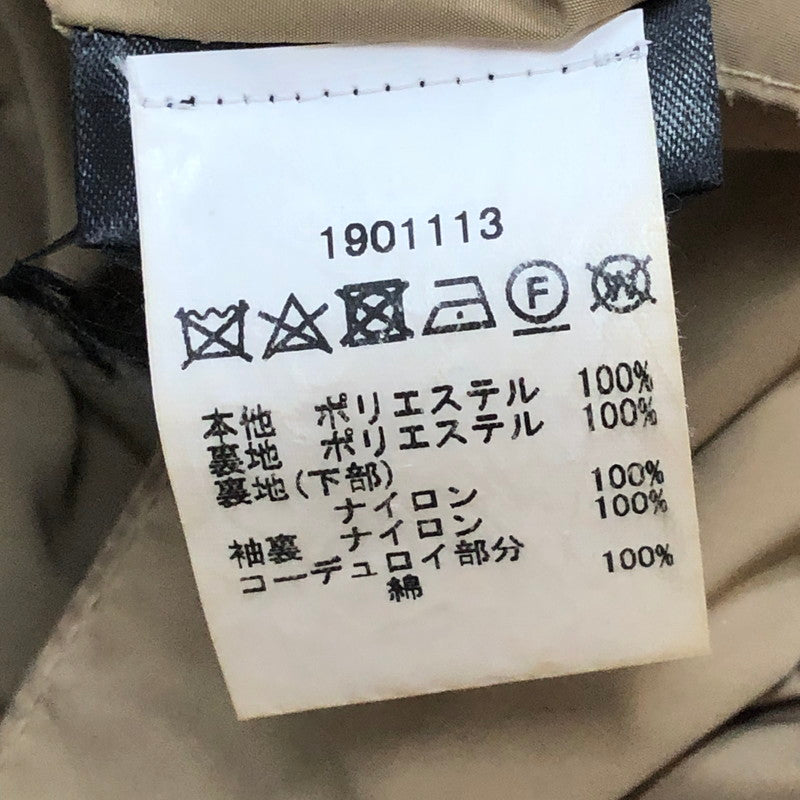 1901113
F W
本他 ポリエステル 100%
裏地 ポリエステル 100%
裏地(下部)
ナイロン 100%
袖裏 ナイロン 100%
コーデュロイ部分
綿 100%